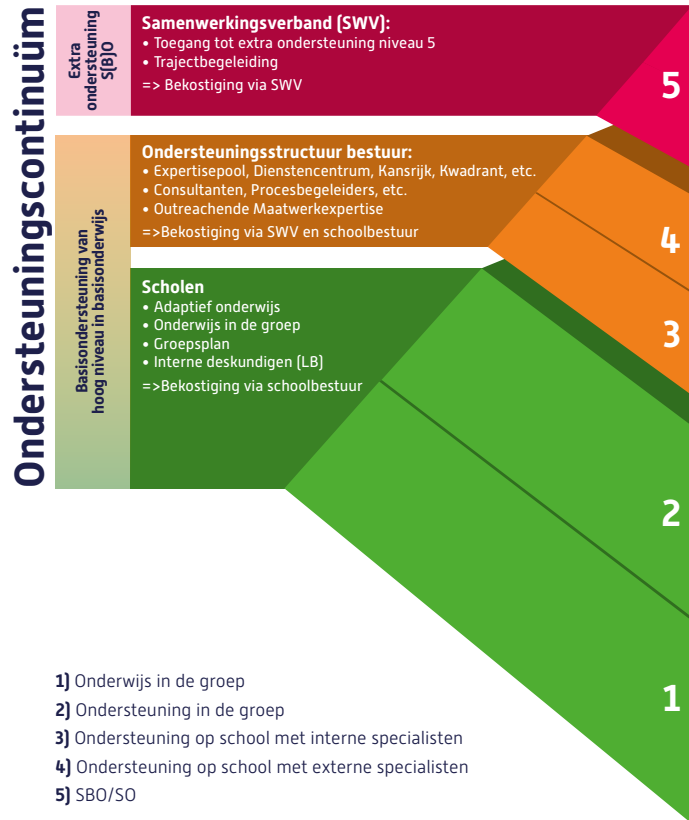 Ondersteuningscontinuüm
Extra
ondersteuning
S(B)O
Samenwerkingsverband (SWV):
• Toegang tot extra ondersteuning niveau 5
• Trajectbegeleiding
=> Bekostiging via SWV
5
Basisondersteuning van
hoog niveau in basisonderwijs
Ondersteuningsstructuur bestuur:
• Expertisepool, Dienstencentrum, Kansrijk, Kwadrant, etc.
• Consultanten, Procesbegeleiders, etc.
• Outreachende Maatwerkexpertise
=>Bekostiging via SWV en schoolbestuur
4
3
Scholen
• Adaptief onderwijs
• Onderwijs in de groep
• Groepsplan
• Interne deskundigen (LB)
=>Bekostiging via schoolbestuur
2
1
1) Onderwijs in de groep
2) Ondersteuning in de groep
3) Ondersteuning op school met interne specialisten
4) Ondersteuning op school met externe specialisten
5) SBO/SO